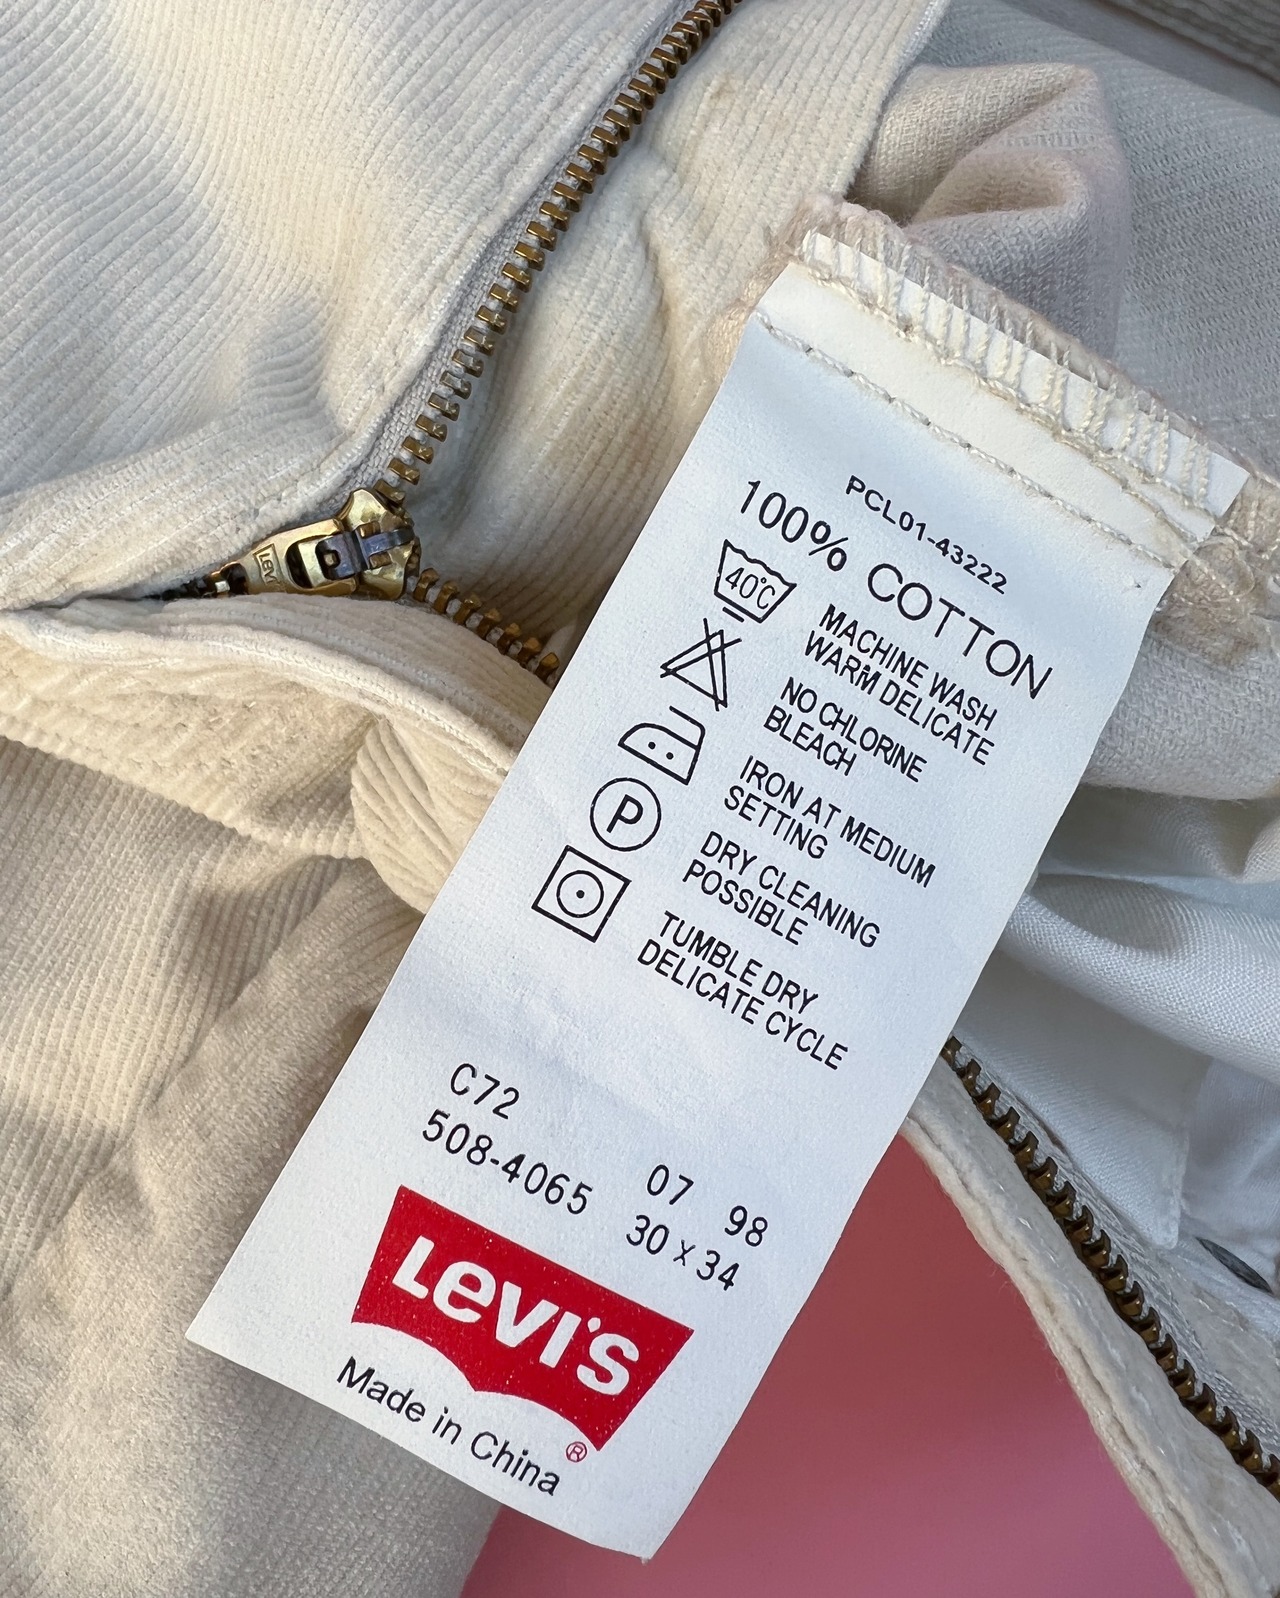 PCL01-43222
100% COTTON
40°C
MACHINE WASH
WARM DELICATE
NO CHLORINE
BLEACH
IRON AT MEDIUM
SETTING
P
DRY CLEANING
POSSIBLE
TUMBLE DRY
DELICATE CYCLE
C72 07 98
508-4065 30 x 34
Levi's
®
Made in China
LEVI